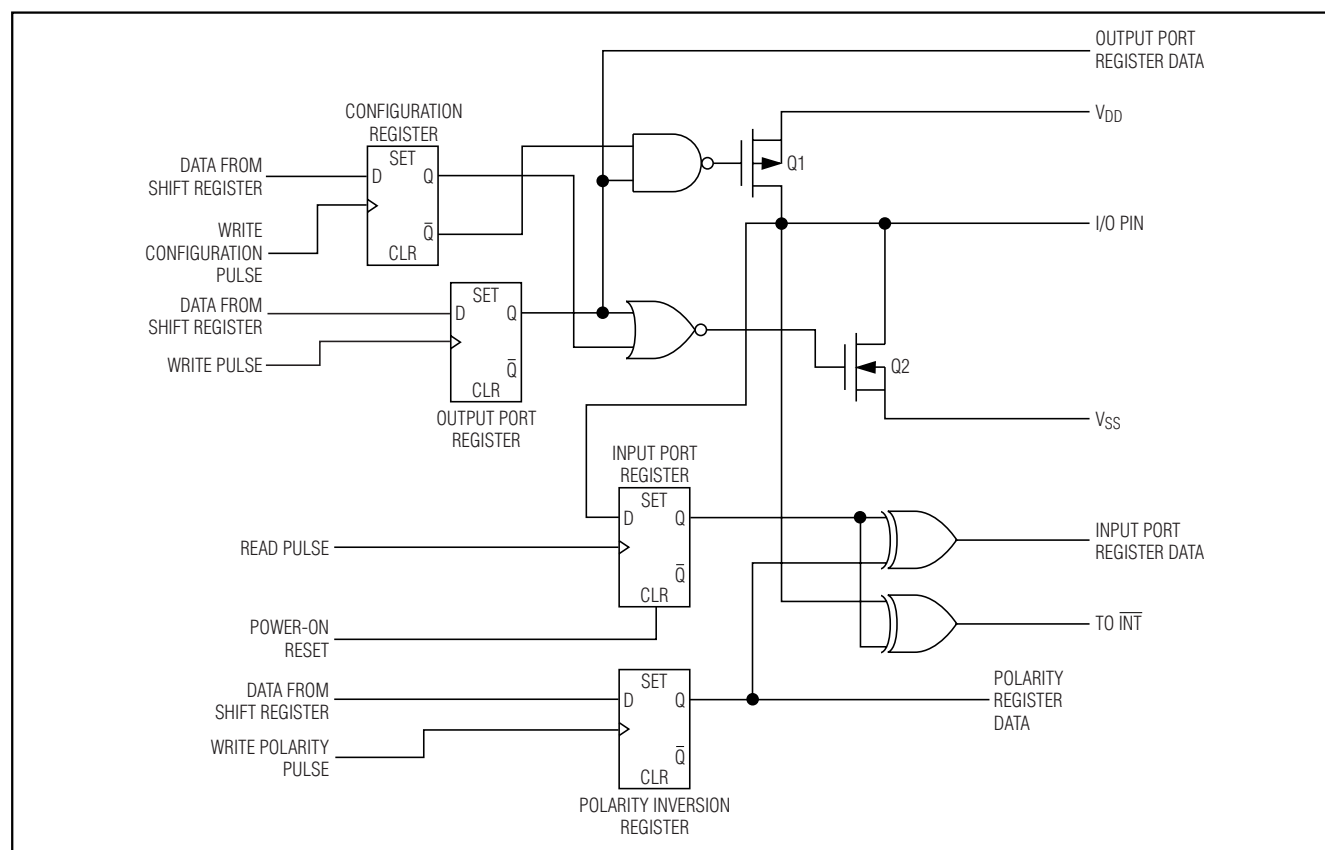 OUTPUT PORT
REGISTER DATA
V_DD
CONFIGURATION
REGISTER
DATA FROM
SHIFT REGISTER
SET
D
Q
Q̅
CLR
WRITE
CONFIGURATION
PULSE
Q1
I/O PIN
DATA FROM
SHIFT REGISTER
WRITE PULSE
SET
D
Q
Q̅
CLR
OUTPUT PORT
REGISTER
Q2
V_SS
INPUT PORT
REGISTER
SET
D
Q
Q̅
CLR
READ PULSE
POWER-ON
RESET
INPUT PORT
REGISTER DATA
TO I̅N̅T̅
DATA FROM
SHIFT REGISTER
WRITE POLARITY
PULSE
SET
D
Q
Q̅
CLR
POLARITY INVERSION
REGISTER
POLARITY
REGISTER
DATA